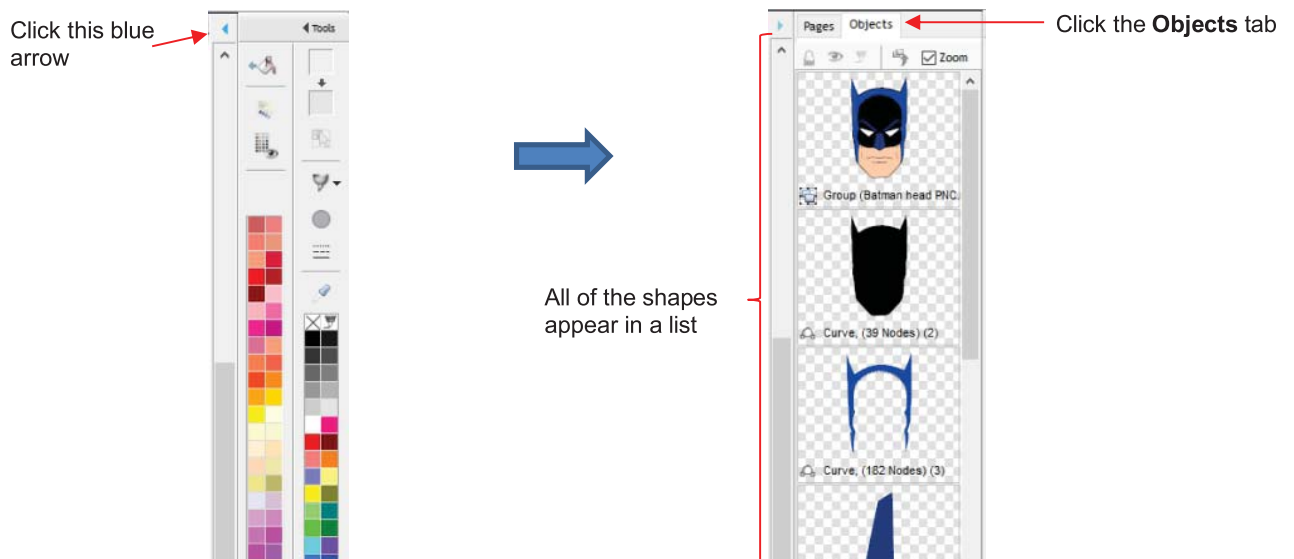 Click this blue
arrow
Tools
Pages
Objects
Click the Objects tab
Zoom
Group (Batman head PNC.
Curve, (39 Nodes) (2)
All of the shapes
appear in a list
Curve, (182 Nodes) (3)